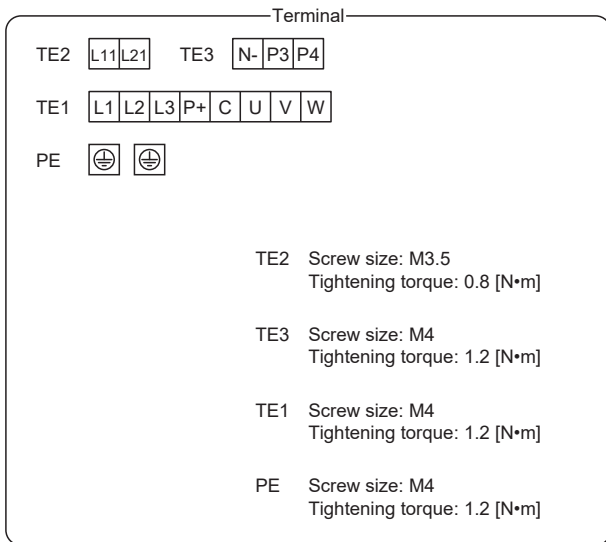 Terminal
TE2 L11 L21 TE3 N- P3 P4
TE1 L1 L2 L3 P+ C U V W
PE
TE2 Screw size: M3.5
Tightening torque: 0.8 [N•m]
TE3 Screw size: M4
Tightening torque: 1.2 [N•m]
TE1 Screw size: M4
Tightening torque: 1.2 [N•m]
PE Screw size: M4
Tightening torque: 1.2 [N•m]